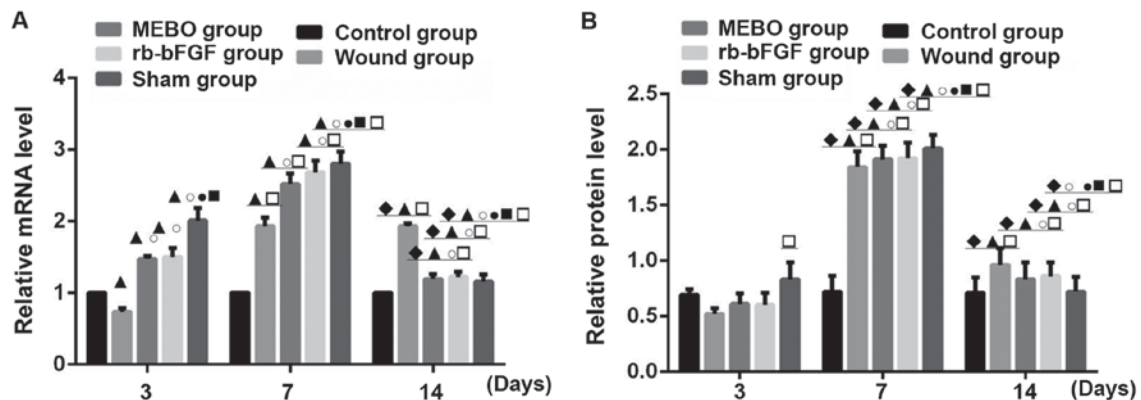 A
MEBO group
rb-bFGF group
Sham group
Control group
Wound group
Relative mRNA level
4
3
2
1
0
3
7
14
(Days)
B
MEBO group
rb-bFGF group
Sham group
Control group
Wound group
Relative protein level
2.5
2.0
1.5
1.0
0.5
0.0
3
7
14
(Days)